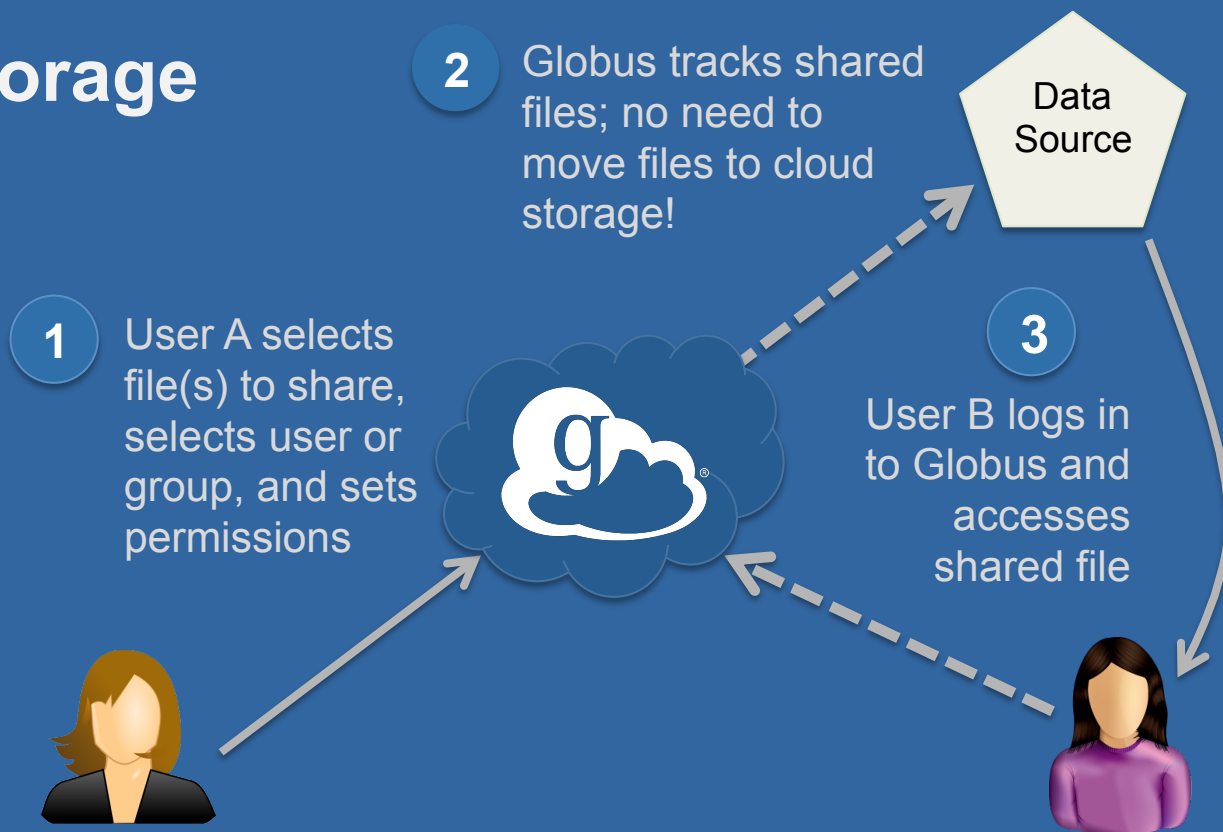 orage
2
Globus tracks shared
files; no need to
move files to cloud
storage!
Data
Source
1
User A selects
file(s) to share,
selects user or
group, and sets
permissions
g
®
3
User B logs in
to Globus and
accesses
shared file